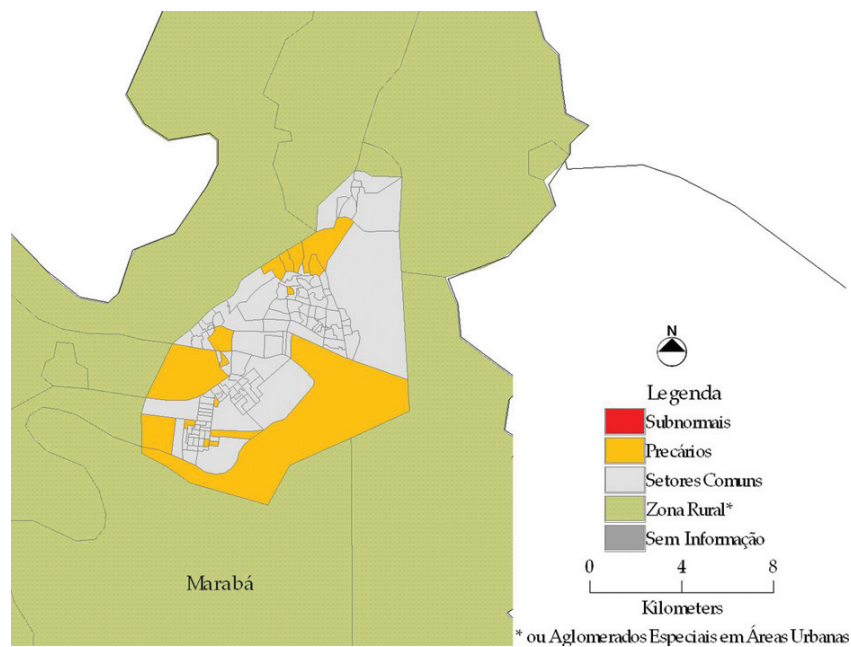 N
Legenda
Subnormais
Precários
Setores Comuns
Zona Rural*
Sem Informação
0 4 8
Kilometers
* ou Aglomerados Especiais em Áreas Urbanas
Marabá